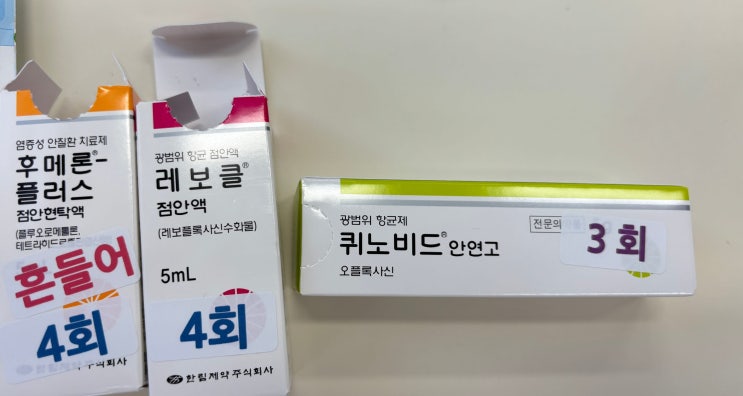 염증성 안질환 치료제
후메론®-
플러스
점안현탁액
(플루오로메톨론,
흔들어
4회
광범위 항균 점안액
레보클®
점안액
(레보플록사신수화물)
5mL
4회
한림제약주식회사
광범위 항균제
퀴노비드® 안연고
오플록사신
전문의
3회